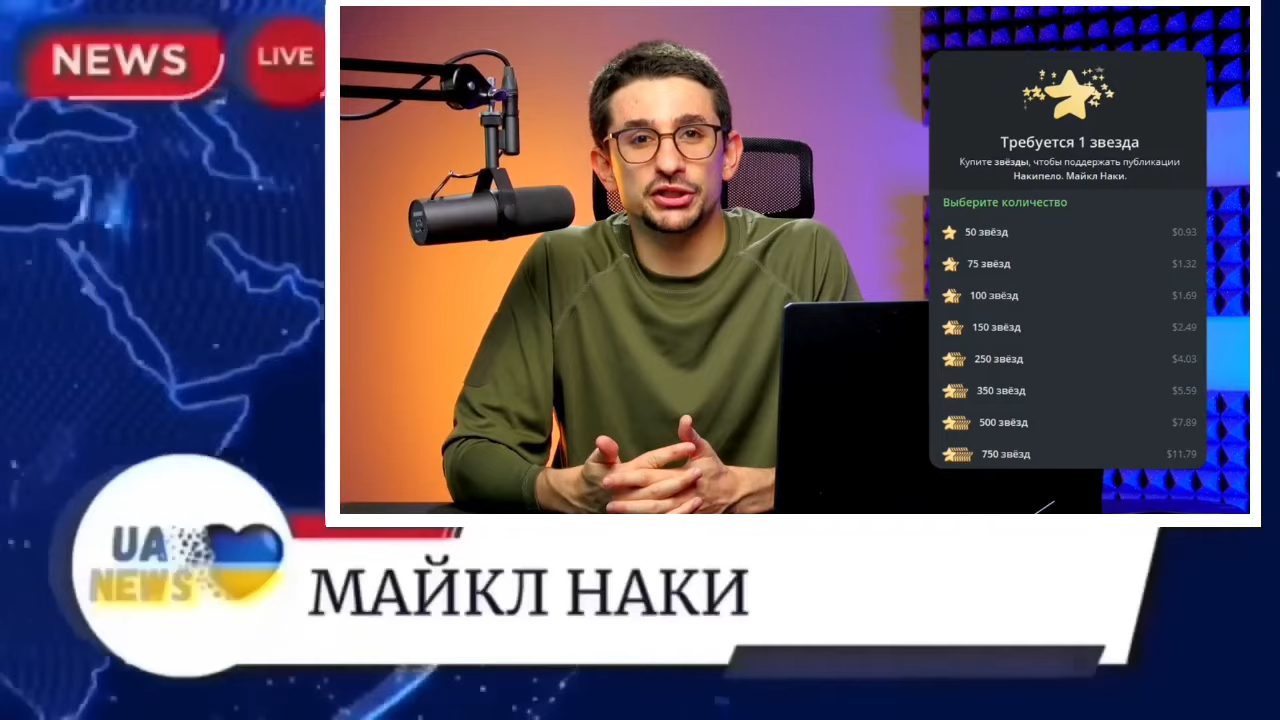 NEWS
LIVE
Требуется 1 звезда
Купите звёзды, чтобы поддержать публикации
Накипело. Майкл Наки.
Выберите количество
50 звёзд $0.93
75 звёзд $1.32
100 звёзд $1.69
150 звёзд $2.49
250 звёзд $4.03
350 звёзд $5.59
500 звёзд $7.89
750 звёзд $11.79
UA
NEWS
МАЙКЛ НАКИ